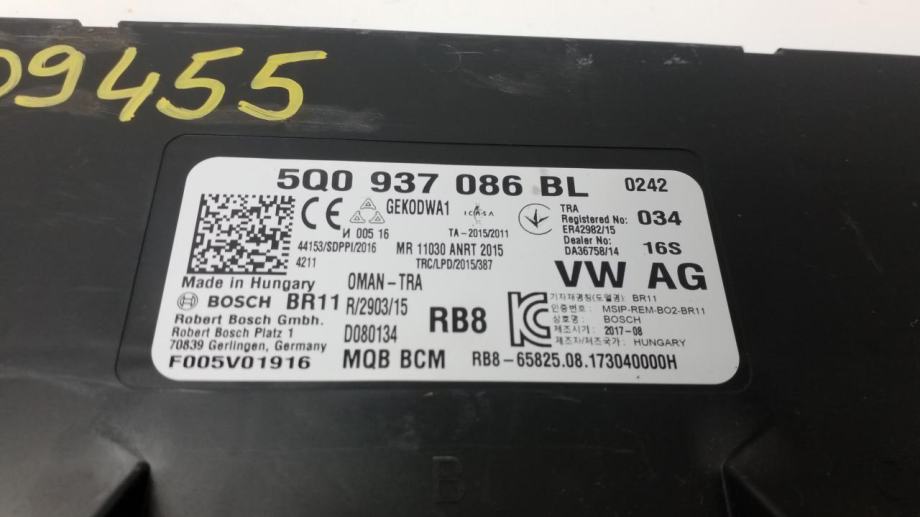 09455
5Q0 937 086 BL 0242
CE GEKODWA1 ICASA TRA
Registered No: 034
И 005 16 TA-2015/2011 ER42982/15
Dealer No:
44153/SDPPI/2016 MR 11030 ANRT 2015 DA36758/14 16S
4211 TRC/LPD/2015/387
Made in Hungary OMAN-TRA VW AG
BOSCH BR11 R/2903/15 RB8
기자재명칭(모델명): BR11
인증번호: MSIP-REM-BO2-BR11
Robert Bosch Gmbh. 상호명: BOSCH
Robert Bosch Platz 1 D080134 제조시기: 2017-08
70839 Gerlingen, Germany 제조자/제조국가: HUNGARY
F005V01916 MQB BCM RB8-65825.08.173040000H
B